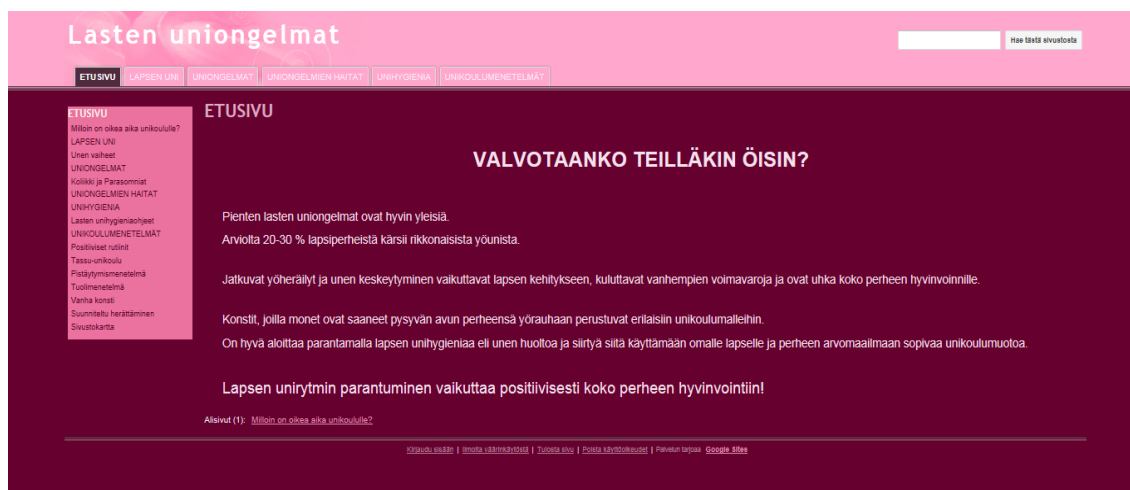 Lasten uniongelmat
Hae tästä sivustosta
ETUSIVU
LAPSEN UNI
UNIONGELMAT
UNIONGELMIEN HAITAT
UNIHYGIENIA
UNIKOULUMENETELMÄT
ETUSIVU
Milloin on oikea aika unikoululle?
LAPSEN UNI
Unen vaiheet
UNIONGELMAT
Koliikki ja Parasomniat
UNIONGELMIEN HAITAT
UNIHYGIENIA
Lasten unihygieniaohjeet
UNIKOULUMENETELMÄT
Positiiviset rutiinit
Tassu-unikoulu
Pistäytymismenetelmä
Tuolimenetelmä
Vanha konsti
Suunniteltu herättäminen
Sivustokartta
ETUSIVU
VALVOTAANKO TEILLÄKIN ÖISIN?
Pienten lasten uniongelmat ovat hyvin yleisiä.
Arviolta 20-30 % lapsiperheistä kärsii rikkonaisista yöunista.
Jatkuvat yöheräilyt ja unen keskeytyminen vaikuttavat lapsen kehitykseen, kuluttavat vanhempien voimavaroja ja ovat uhka koko perheen hyvinvoinnille.
Konstit, joilla monet ovat saaneet pysyvän avun perheensä yörauhaan perustuvat erilaisiin unikoulumalleihin.
On hyvä aloittaa parantamalla lapsen unihygieniaa eli unen huoltoa ja siirtyä siitä käyttämään omalle lapselle ja perheen arvomaailmaan sopivaa unikoulumuotoa.
Lapsen unirytmin parantuminen vaikuttaa positiivisesti koko perheen hyvinvointiin!
Alisivut (1): Milloin on oikea aika unikoululle?
Kirjaudu sisään | Ilmoita väärinkäytöstä | Tulosta sivu | Poista käyttöoikeudet | Palvelun tarjoaa Google Sites